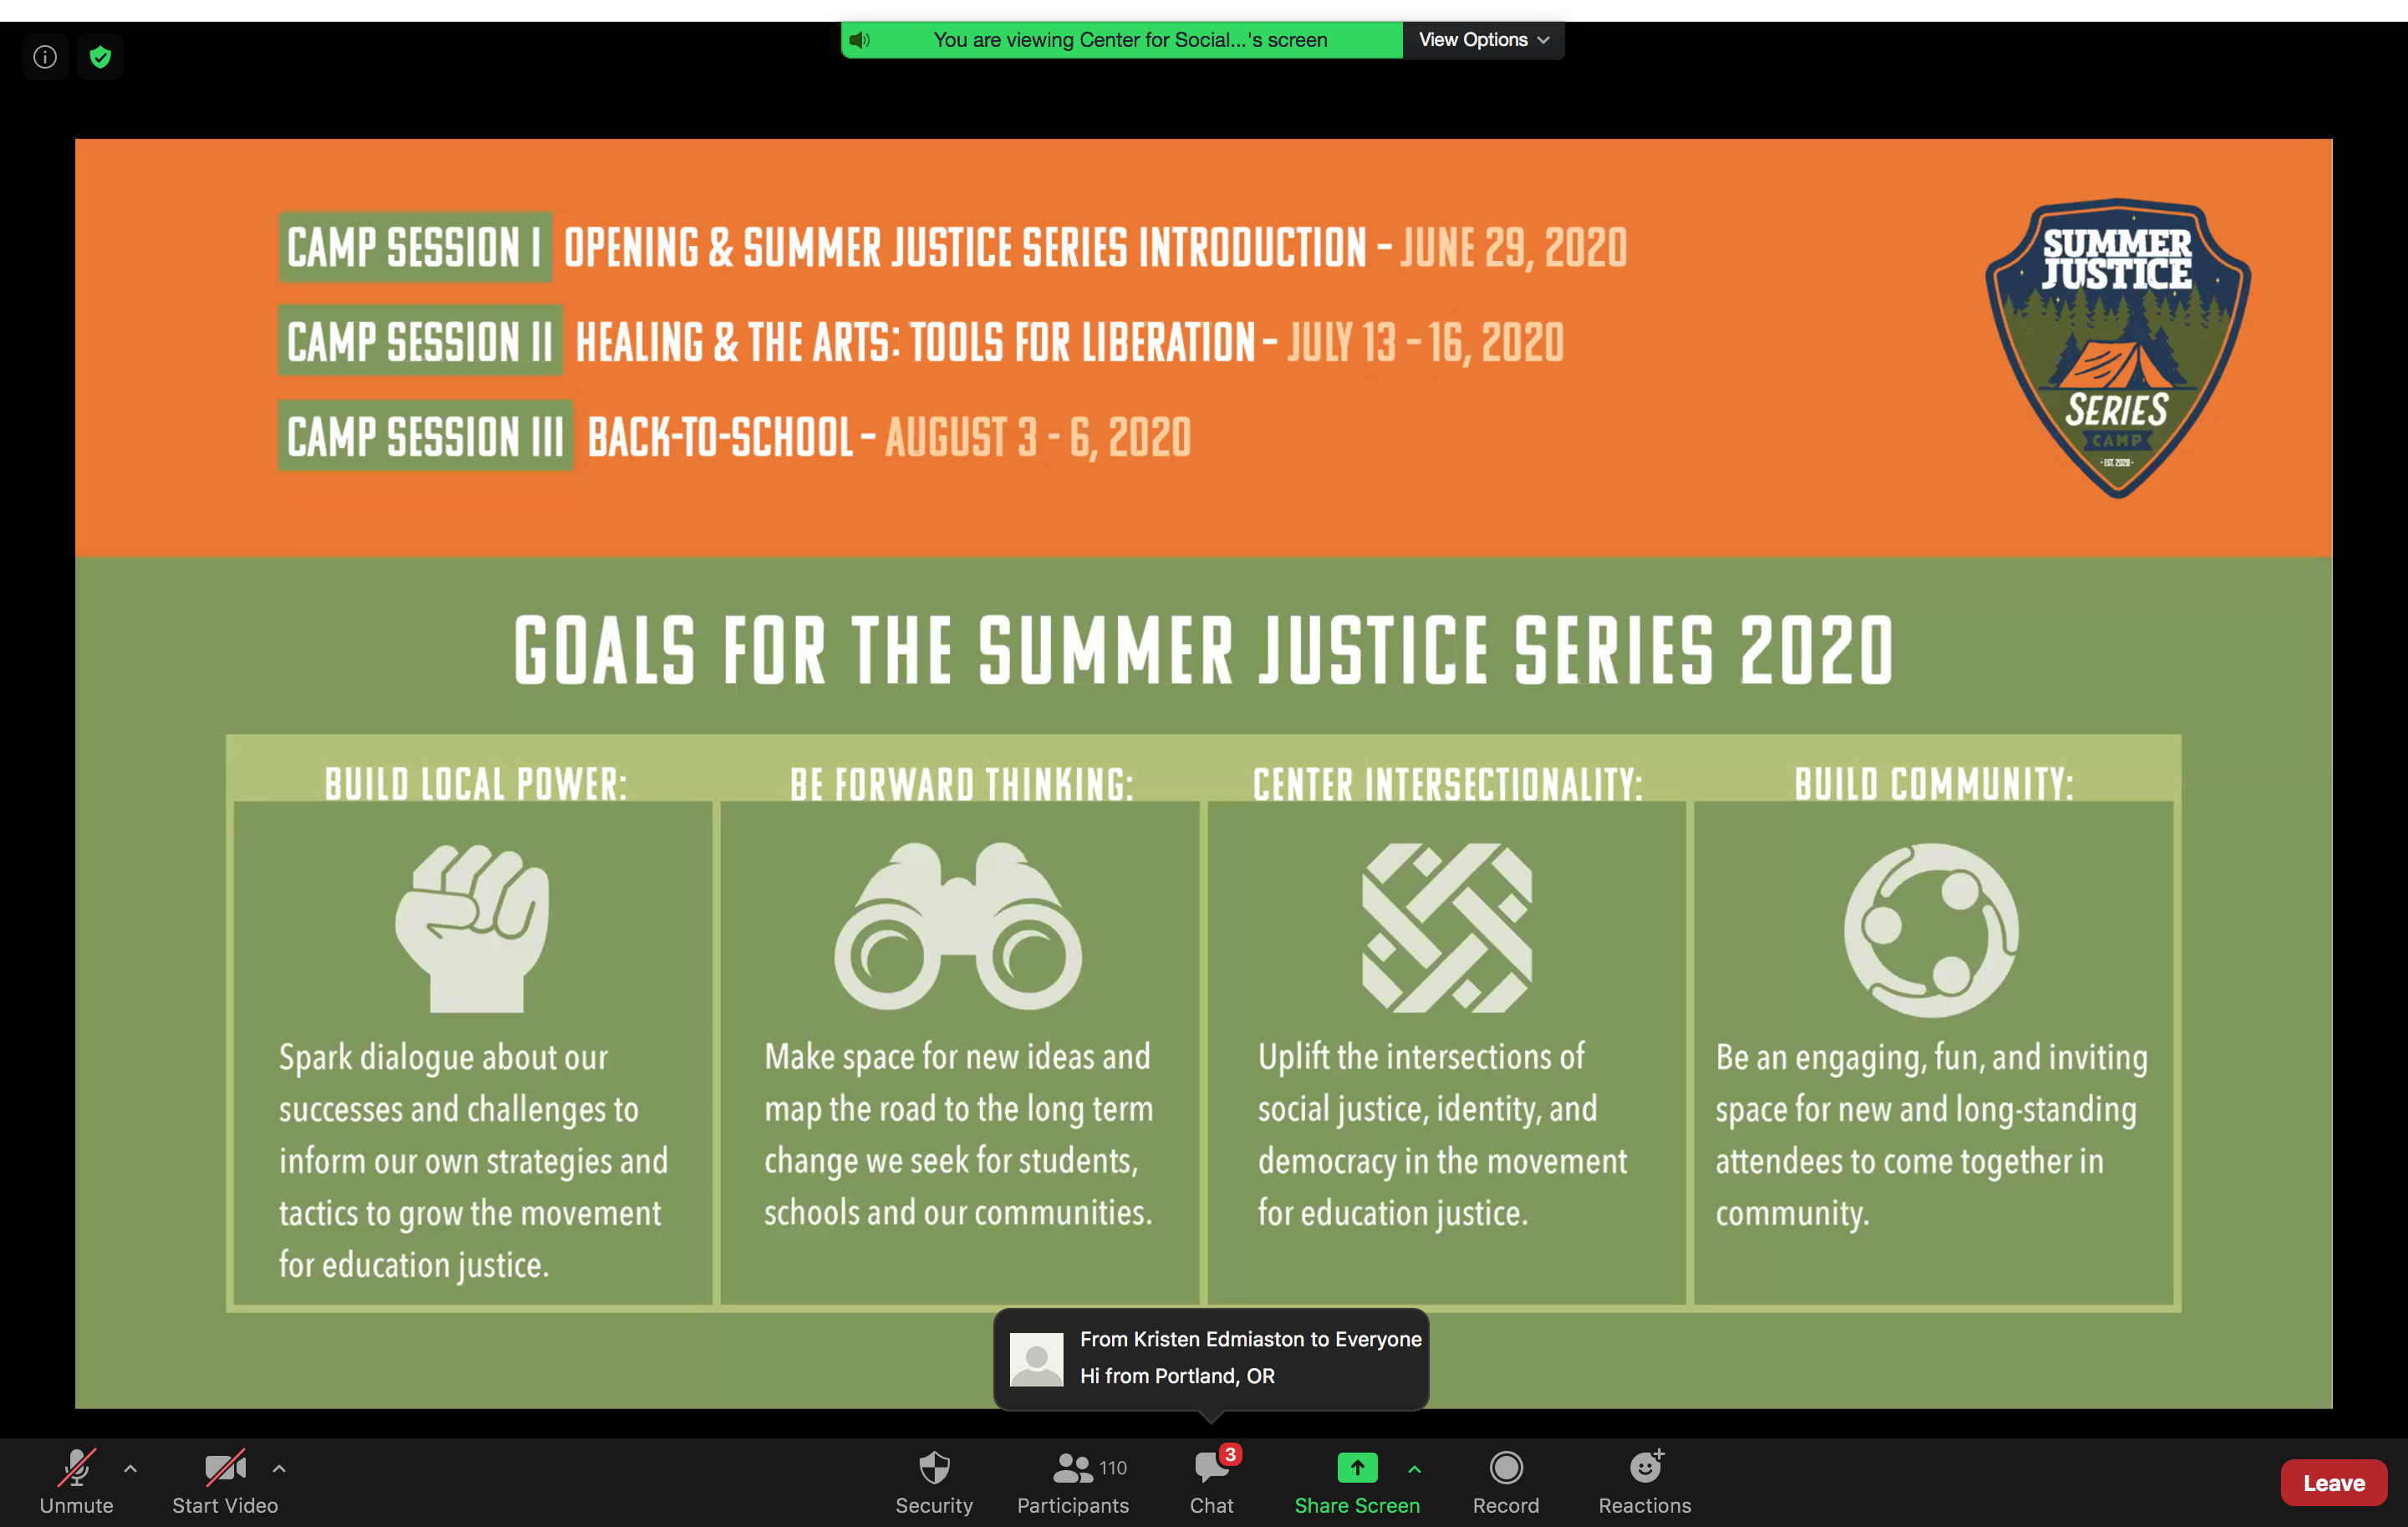 You are viewing Center for Social...'s screen
View Options
CAMP SESSION I OPENING & SUMMER JUSTICE SERIES INTRODUCTION – JUNE 29, 2020
CAMP SESSION II HEALING & THE ARTS: TOOLS FOR LIBERATION – JULY 13 – 16, 2020
CAMP SESSION III BACK-TO-SCHOOL – AUGUST 3 - 6, 2020
SUMMER
JUSTICE
SERIES
CAMP
- EST. 2020 -
GOALS FOR THE SUMMER JUSTICE SERIES 2020
BUILD LOCAL POWER:
Spark dialogue about our
successes and challenges to
inform our own strategies and
tactics to grow the movement
for education justice.
BE FORWARD THINKING:
Make space for new ideas and
map the road to the long term
change we seek for students,
schools and our communities.
CENTER INTERSECTIONALITY:
Uplift the intersections of
social justice, identity, and
democracy in the movement
for education justice.
BUILD COMMUNITY:
Be an engaging, fun, and inviting
space for new and long-standing
attendees to come together in
community.
From Kristen Edmiaston to Everyone
Hi from Portland, OR
Unmute
Start Video
Security
110
Participants
3
Chat
Share Screen
Record
Reactions
Leave